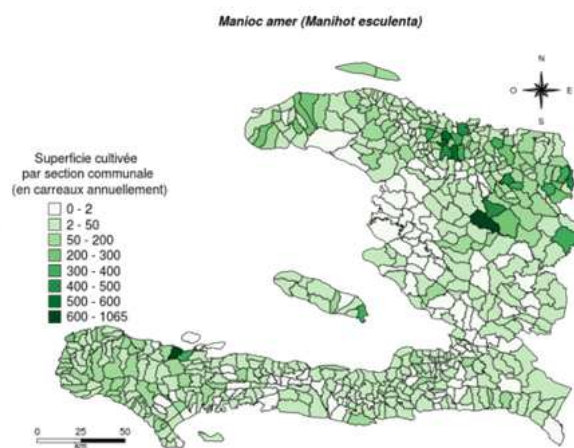 Manioc amer (Manihot esculenta)
N
O E
S
Superficie cultivée
par section communale
(en carreaux annuellement)
0 - 2
2 - 50
50 - 200
200 - 300
300 - 400
400 - 500
500 - 600
600 - 1065
0 25 50
km